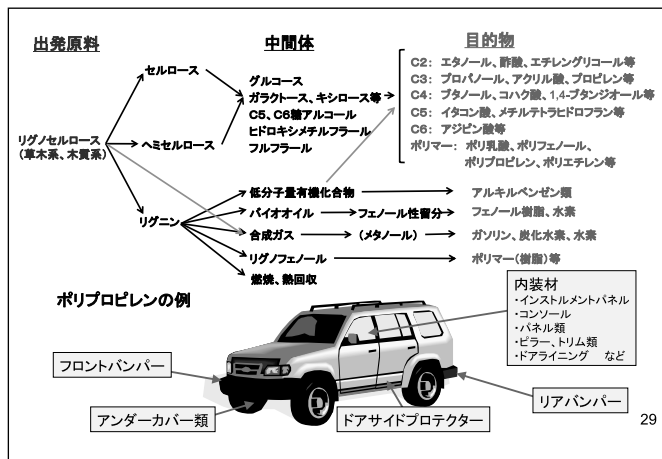 出発原料
中間体
目的物
セルロース
ヘミセルロース
リグノセルロース
(草木系、木質系)
リグニン
グルコース
ガラクトース、キシロース等
C5、C6糖アルコール
ヒドロキシメチルフラール
フルフラール
C2: エタノール、酢酸、エチレングリコール等
C3: プロパノール、アクリル酸、プロピレン等
C4: ブタノール、コハク酸、1,4-ブタンジオール等
C5: イタコン酸、メチルテトラヒドロフラン等
C6: アジピン酸等
ポリマー: ポリ乳酸、ポリフェノール、
ポリプロピレン、ポリエチレン等
低分子量有機化合物
アルキルベンゼン類
バイオオイル
フェノール性留分
フェノール樹脂、水素
合成ガス
(メタノール)
ガソリン、炭化水素、水素
リグノフェノール
ポリマー(樹脂)等
燃焼、熱回収
ポリプロピレンの例
内装材
・インストルメントパネル
・コンソール
・パネル類
・ピラー、トリム類
・ドアライニング など
フロントバンパー
アンダーカバー類
ドアサイドプロテクター
リアバンパー
29